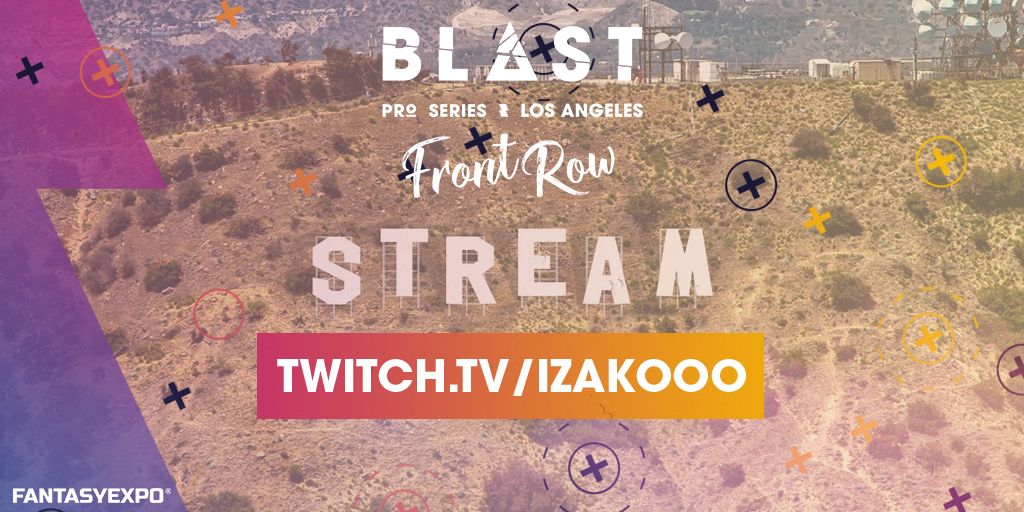 BLAST
PRO SERIES LOS ANGELES
Front Row
STREAM
TWITCH.TV/IZAKOOO
FANTASYEXPO®